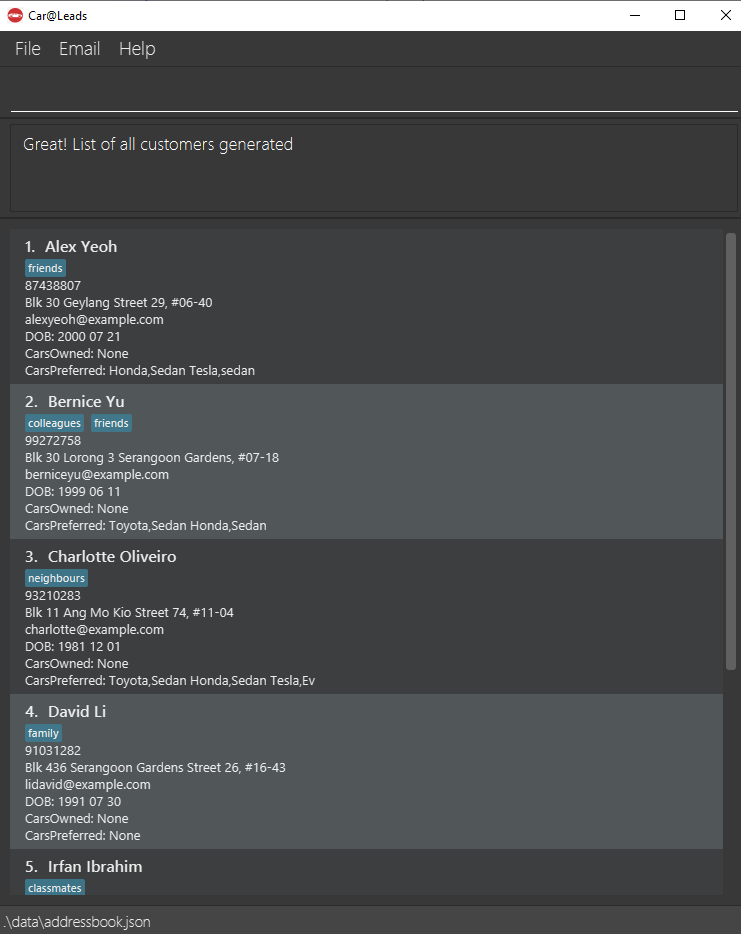 Car@Leads
File Email Help
Great! List of all customers generated
1. Alex Yeoh
friends
87438807
Blk 30 Geylang Street 29, #06-40
alexyeoh@example.com
DOB: 2000 07 21
CarsOwned: None
CarsPreferred: Honda,Sedan Tesla,sedan
2. Bernice Yu
colleagues friends
99272758
Blk 30 Lorong 3 Serangoon Gardens, #07-18
berniceyu@example.com
DOB: 1999 06 11
CarsOwned: None
CarsPreferred: Toyota,Sedan Honda,Sedan
3. Charlotte Oliveiro
neighbours
93210283
Blk 11 Ang Mo Kio Street 74, #11-04
charlotte@example.com
DOB: 1981 12 01
CarsOwned: None
CarsPreferred: Toyota,Sedan Honda,Sedan Tesla,Ev
4. David Li
family
91031282
Blk 436 Serangoon Gardens Street 26, #16-43
lidavid@example.com
DOB: 1991 07 30
CarsOwned: None
CarsPreferred: None
5. Irfan Ibrahim
classmates
.\data\addressbook.json